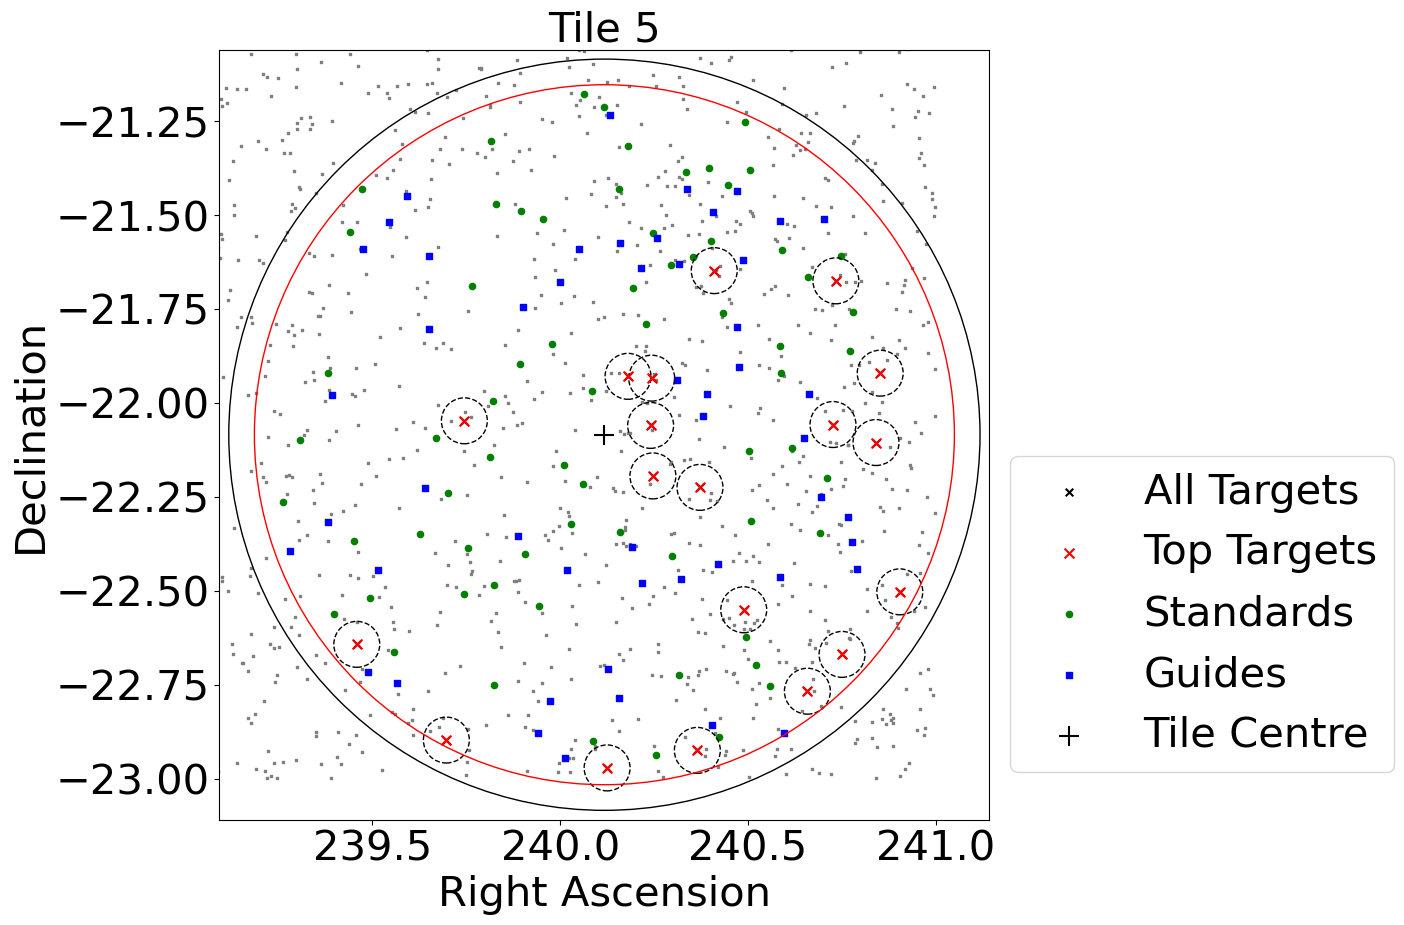 Tile 5
Declination
−21.25
−21.50
−21.75
−22.00
−22.25
−22.50
−22.75
−23.00
239.5 240.0 240.5 241.0
Right Ascension
All Targets
Top Targets
Standards
Guides
Tile Centre